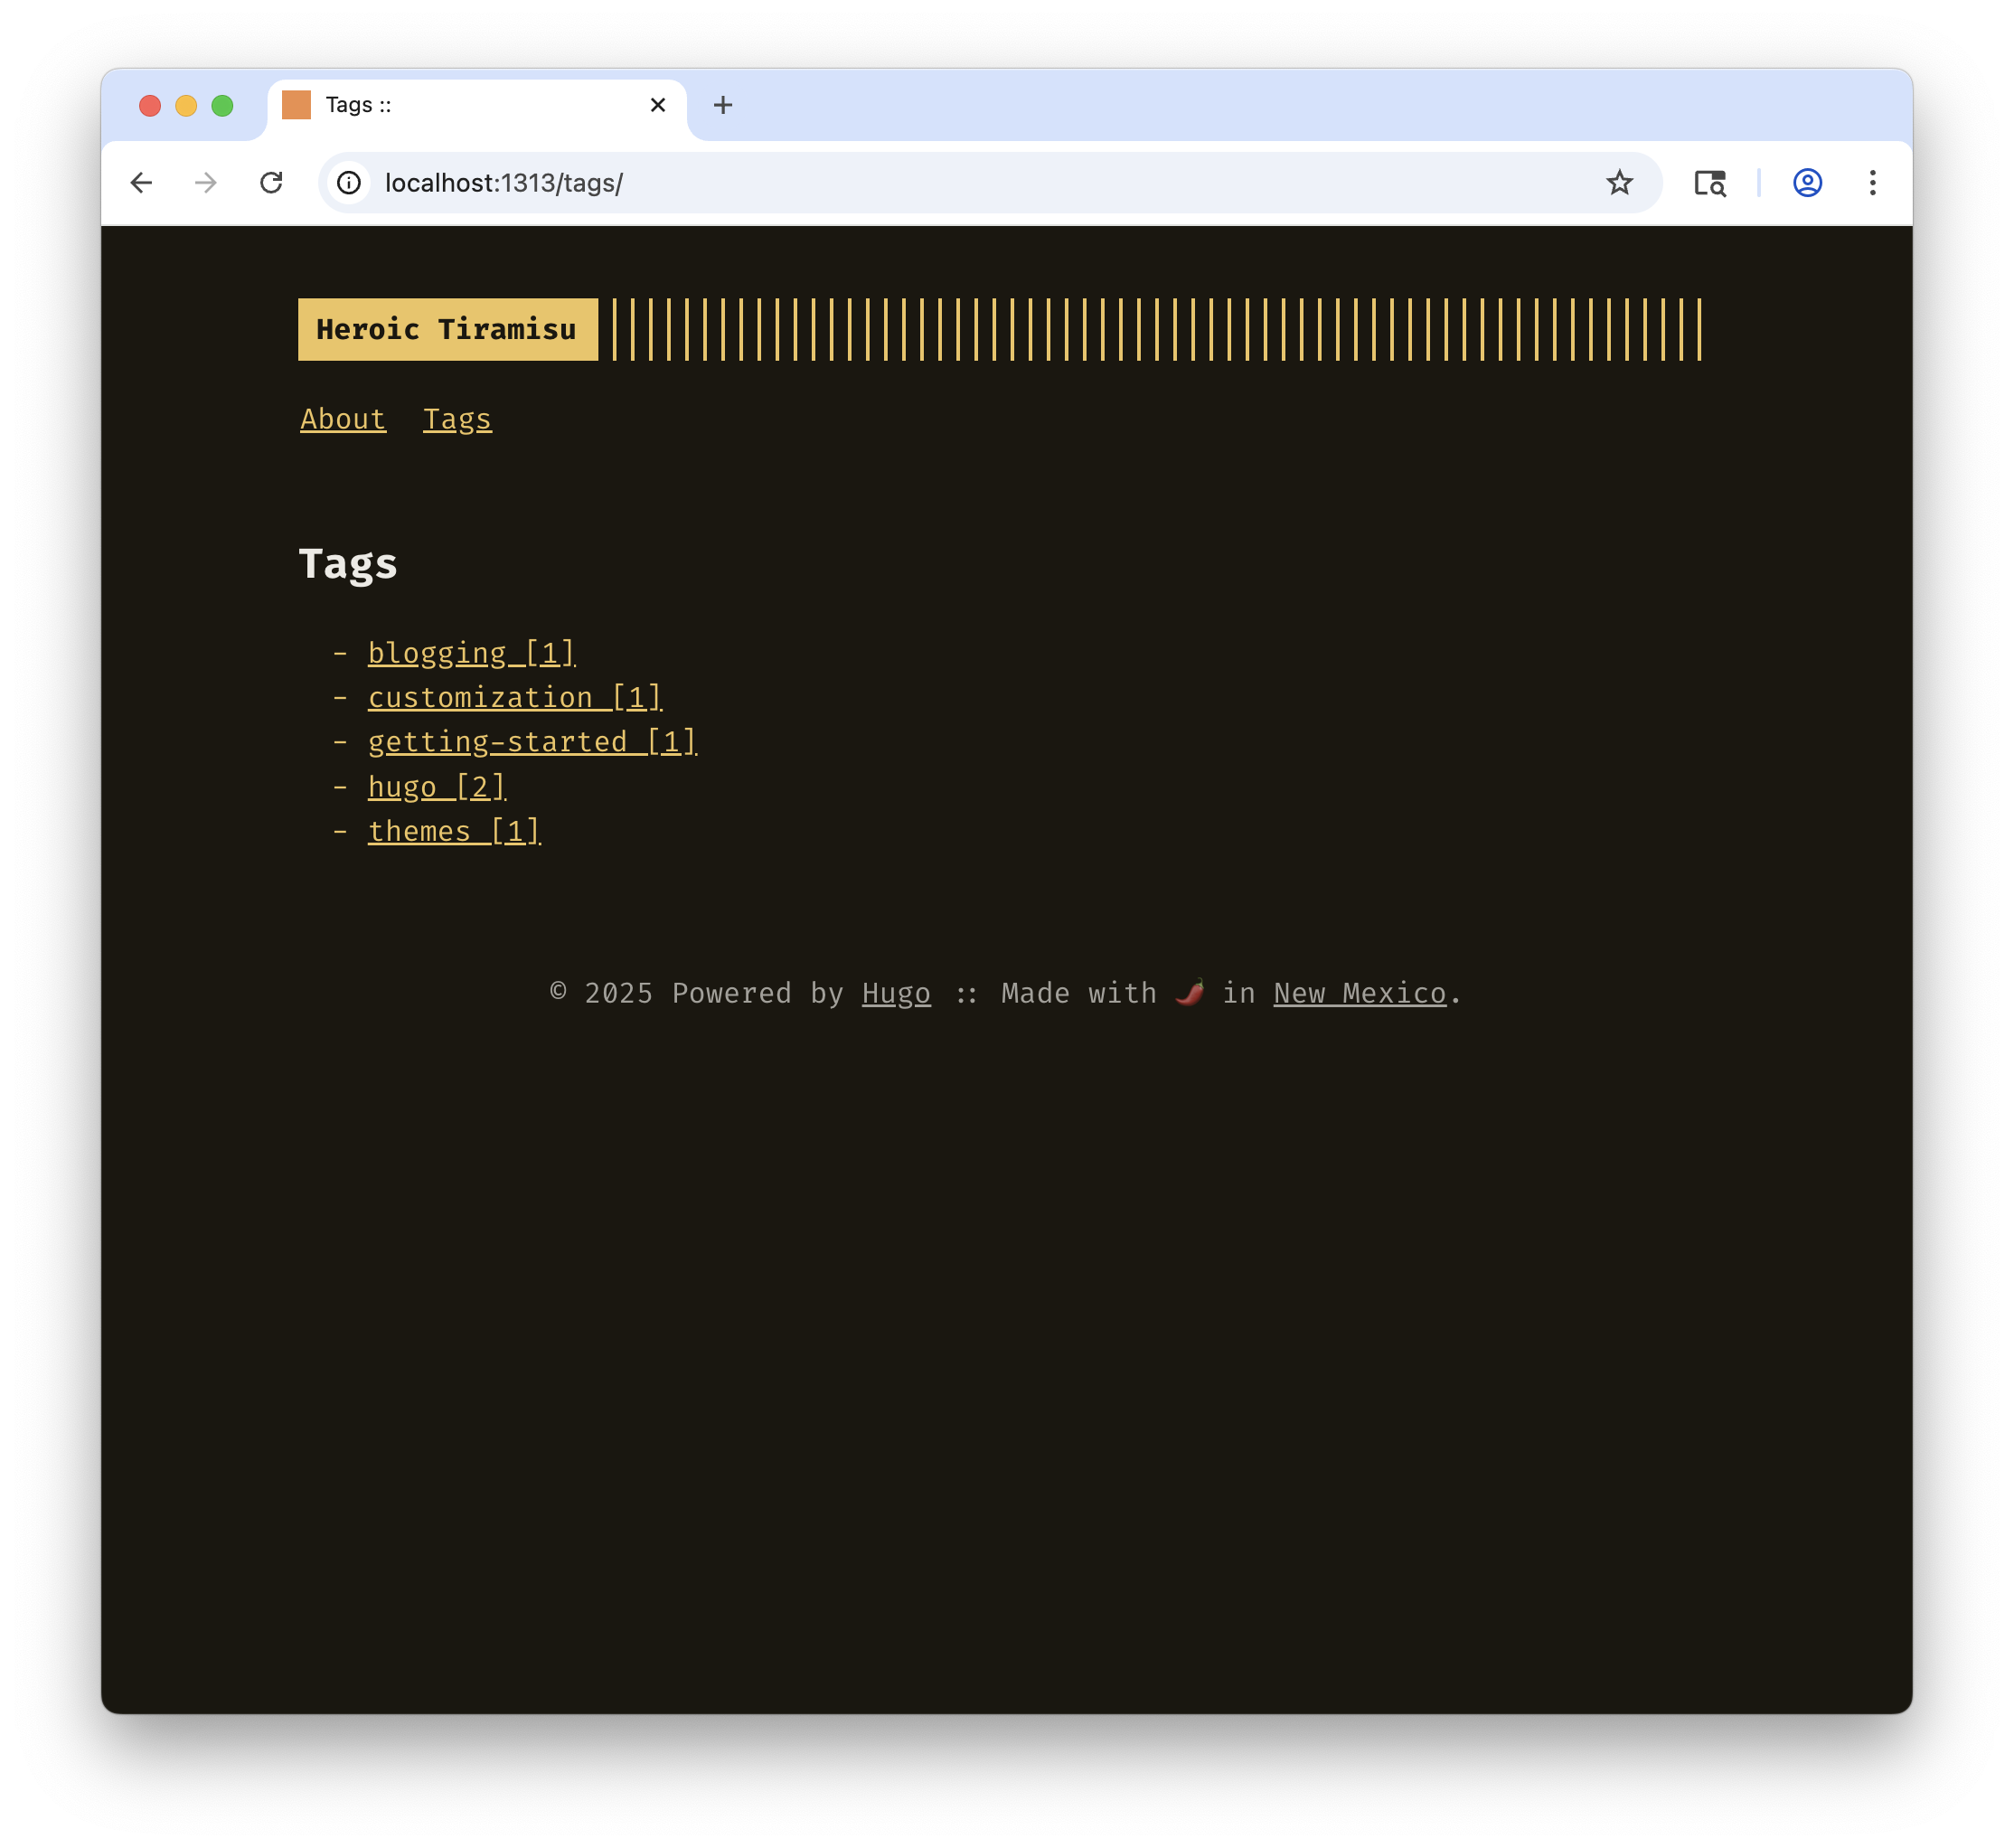 Tags ::
localhost:1313/tags/
Heroic Tiramisu
About Tags
Tags
- blogging [1]
- customization [1]
- getting-started [1]
- hugo [2]
- themes [1]
© 2025 Powered by Hugo :: Made with 🌶️ in New Mexico.